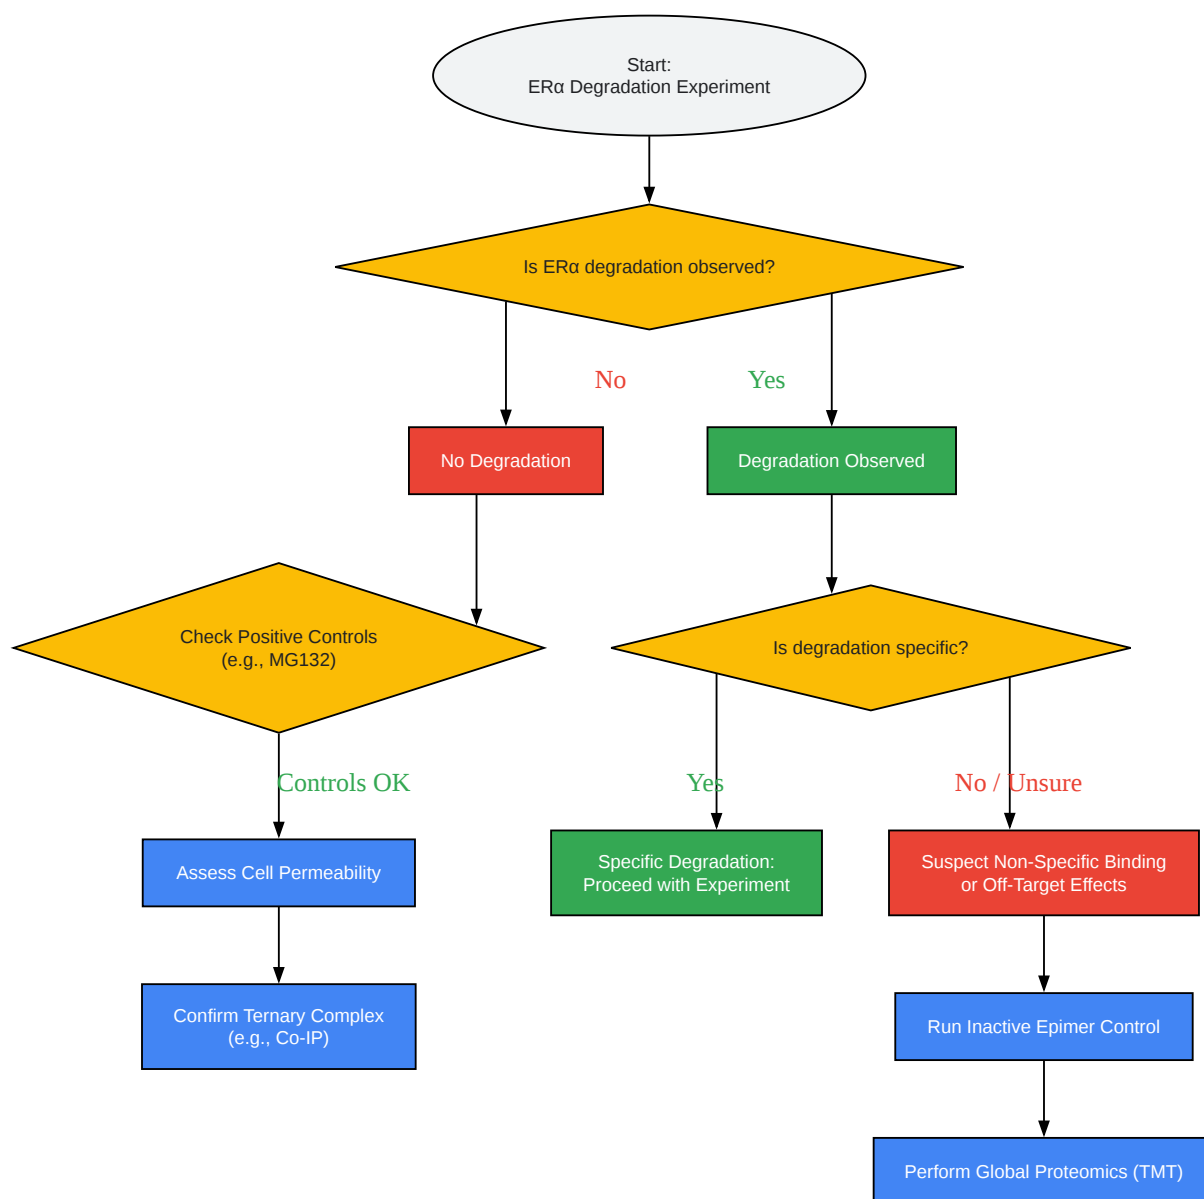 Start:
ERα Degradation Experiment
Is ERα degradation observed?
No
Yes
No Degradation
Degradation Observed
Check Positive Controls
(e.g., MG132)
Is degradation specific?
Controls OK
Yes
No / Unsure
Assess Cell Permeability
Specific Degradation:
Proceed with Experiment
Suspect Non-Specific Binding
or Off-Target Effects
Confirm Ternary Complex
(e.g., Co-IP)
Run Inactive Epimer Control
Perform Global Proteomics (TMT)